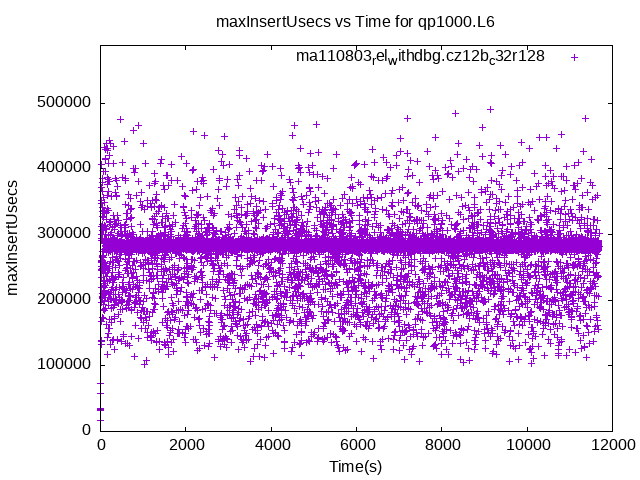 maxInsertUsecs vs Time for qp1000.L6
ma110803relwithdbg.cz12bc32r128
500000
400000
300000
200000
100000
0
maxInsertUsecs
0 2000 4000 6000 8000 10000 12000
Time(s)